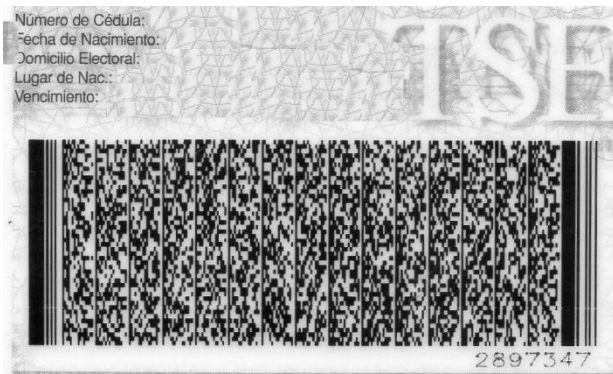 Número de Cédula:
Fecha de Nacimiento:
Domicilio Electoral:
Lugar de Nac.:
Vencimiento:
TSE
2897347